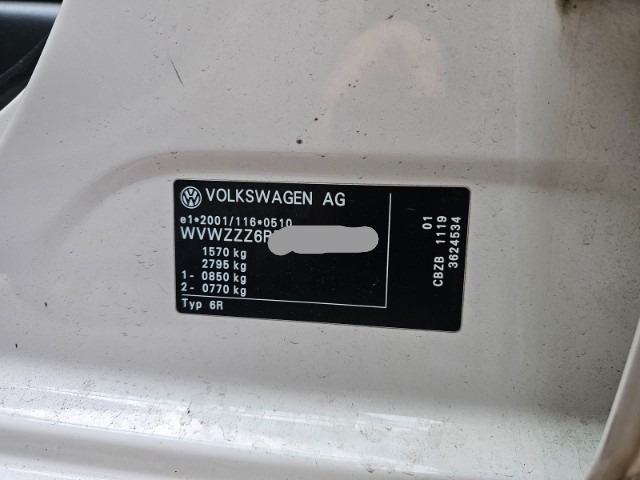 VOLKSWAGEN AG
e1*2001/116*0510
WVWZZZ6R
1570 kg
2795 kg
1- 0850 kg
2- 0770 kg
Typ 6R
01
CBZB 1119
3624534